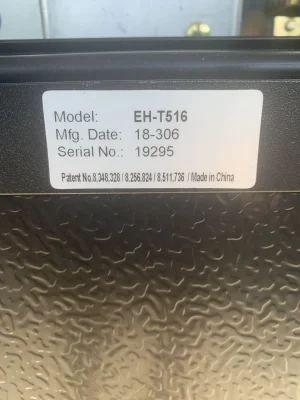 Model: EH-T516
Mfg. Date: 18-306
Serial No.: 19295
Patent No.8,348,328 / 8,256,824 / 8,511,736 / Made in China